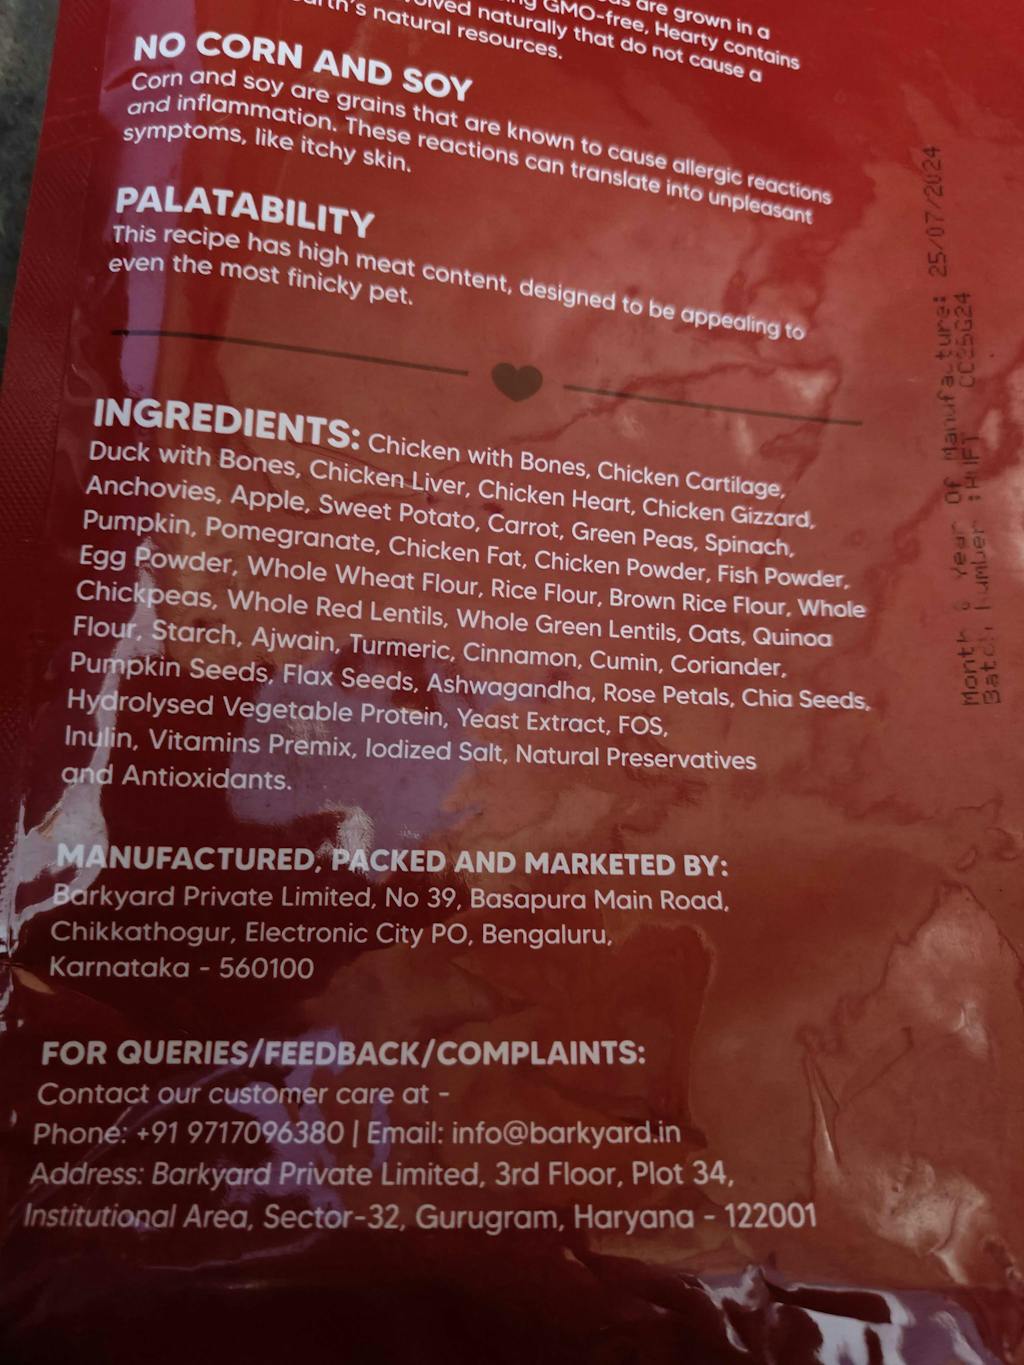 are grown in a
GMO-free, Hearty contains
naturally that do not cause a
natural resources.
NO CORN AND SOY
Corn and soy are grains that are known to cause allergic reactions
and inflammation. These reactions can translate into unpleasant
symptoms, like itchy skin.
PALATABILITY
This recipe has high meat content, designed to be appealing to
even the most finicky pet.
INGREDIENTS: Chicken with Bones, Chicken Cartilage,
Duck with Bones, Chicken Liver, Chicken Heart, Chicken Gizzard,
Anchovies, Apple, Sweet Potato, Carrot, Green Peas, Spinach,
Pumpkin, Pomegranate, Chicken Fat, Chicken Powder, Fish Powder,
Egg Powder, Whole Wheat Flour, Rice Flour, Brown Rice Flour, Whole
Chickpeas, Whole Red Lentils, Whole Green Lentils, Oats, Quinoa
Flour, Starch, Ajwain, Turmeric, Cinnamon, Cumin, Coriander,
Pumpkin Seeds, Flax Seeds, Ashwagandha, Rose Petals, Chia Seeds,
Hydrolysed Vegetable Protein, Yeast Extract, FOS,
Inulin, Vitamins Premix, Iodized Salt, Natural Preservatives
and Antioxidants.
MANUFACTURED, PACKED AND MARKETED BY:
Barkyard Private Limited, No 39, Basapura Main Road,
Chikkathogur, Electronic City PO, Bengaluru,
Karnataka - 560100
FOR QUERIES/FEEDBACK/COMPLAINTS:
Contact our customer care at -
Phone: +91 9717096380 | Email: info@barkyard.in
Address: Barkyard Private Limited, 3rd Floor, Plot 34,
Institutional Area, Sector-32, Gurugram, Haryana - 122001
Month & Year Of Manufacture: 25/07/2024
Batch Number